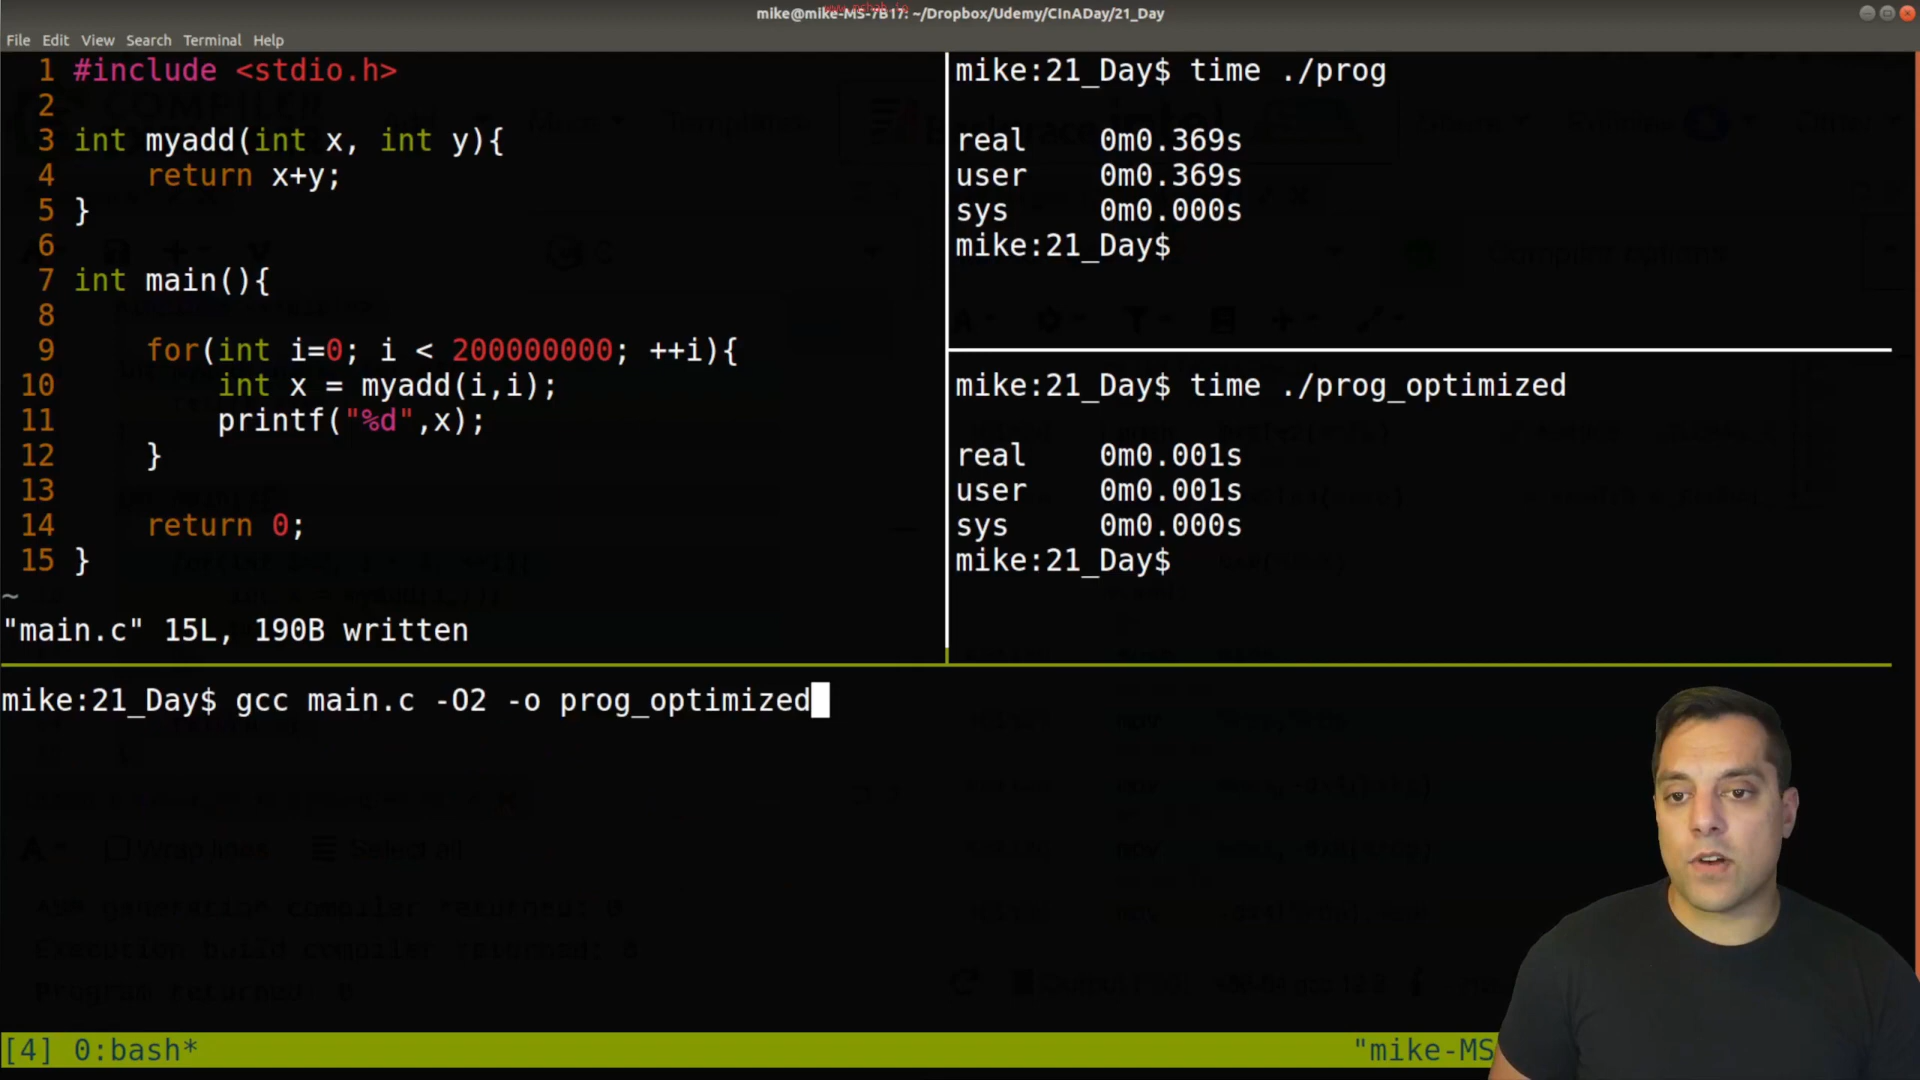 mike@mike-MS-7B17: ~/Dropbox/Udemy/CInADay/21_Day
File Edit View Search Terminal Help
1 #include <stdio.h>
2
3 int myadd(int x, int y){
4     return x+y;
5 }
6
7 int main(){
8
9     for(int i=0; i < 200000000; ++i){
10         int x = myadd(i,i);
11         printf("%d",x);
12     }
13
14     return 0;
15 }
~
"main.c" 15L, 190B written
mike:21_Day$ time ./prog
real 0m0.369s
user 0m0.369s
sys 0m0.000s
mike:21_Day$
mike:21_Day$ time ./prog_optimized
real 0m0.001s
user 0m0.001s
sys 0m0.000s
mike:21_Day$
mike:21_Day$ gcc main.c -O2 -o prog_optimized
[4] 0:bash* "mike-MS